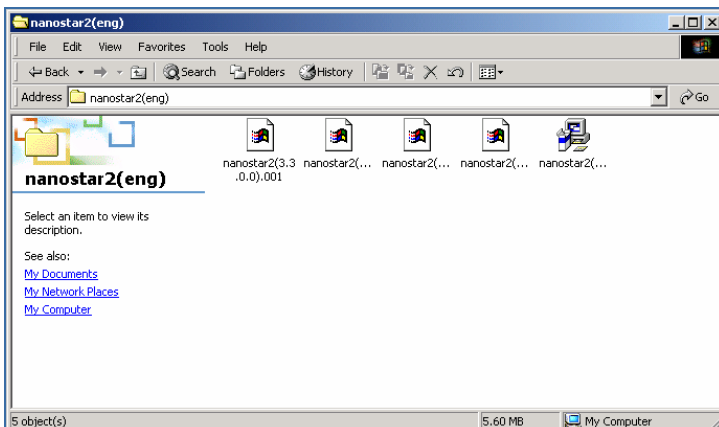 nanostar2(eng)
File Edit View Favorites Tools Help
Back Search Folders History
Address nanostar2(eng) Go
nanostar2(3.3 nanostar2(... nanostar2(... nanostar2(... nanostar2(...
.0.0).001
nanostar2(eng)
Select an item to view its
description.
See also:
My Documents
My Network Places
My Computer
5 object(s) 5.60 MB My Computer